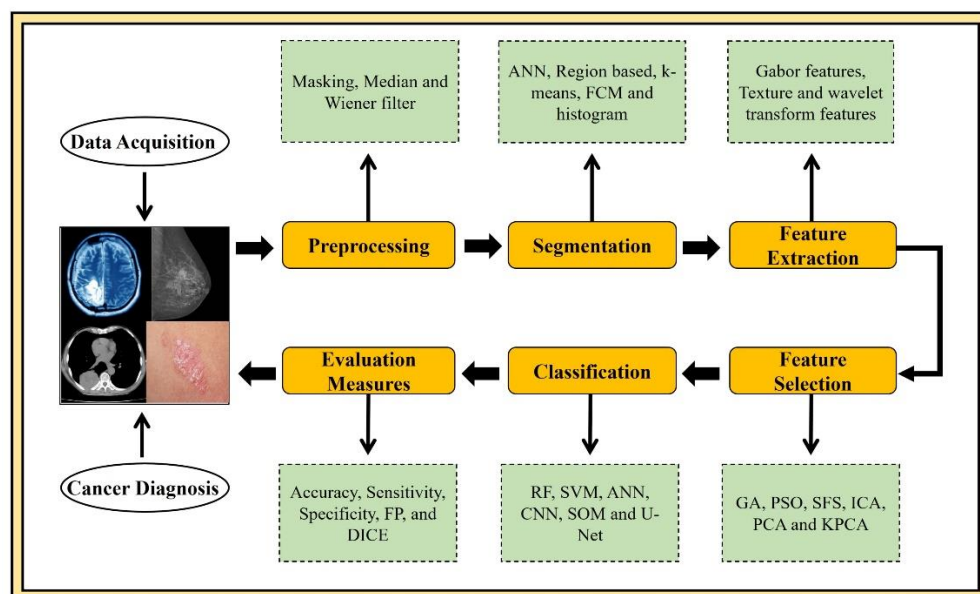 Masking, Median and
Wiener filter
ANN, Region based, k-
means, FCM and
histogram
Gabor features,
Texture and wavelet
transform features
Data Acquisition
Preprocessing
Segmentation
Feature
Extraction
Evaluation
Measures
Classification
Feature
Selection
Cancer Diagnosis
Accuracy, Sensitivity,
Specificity, FP, and
DICE
RF, SVM, ANN,
CNN, SOM and U-
Net
GA, PSO, SFS, ICA,
PCA and KPCA